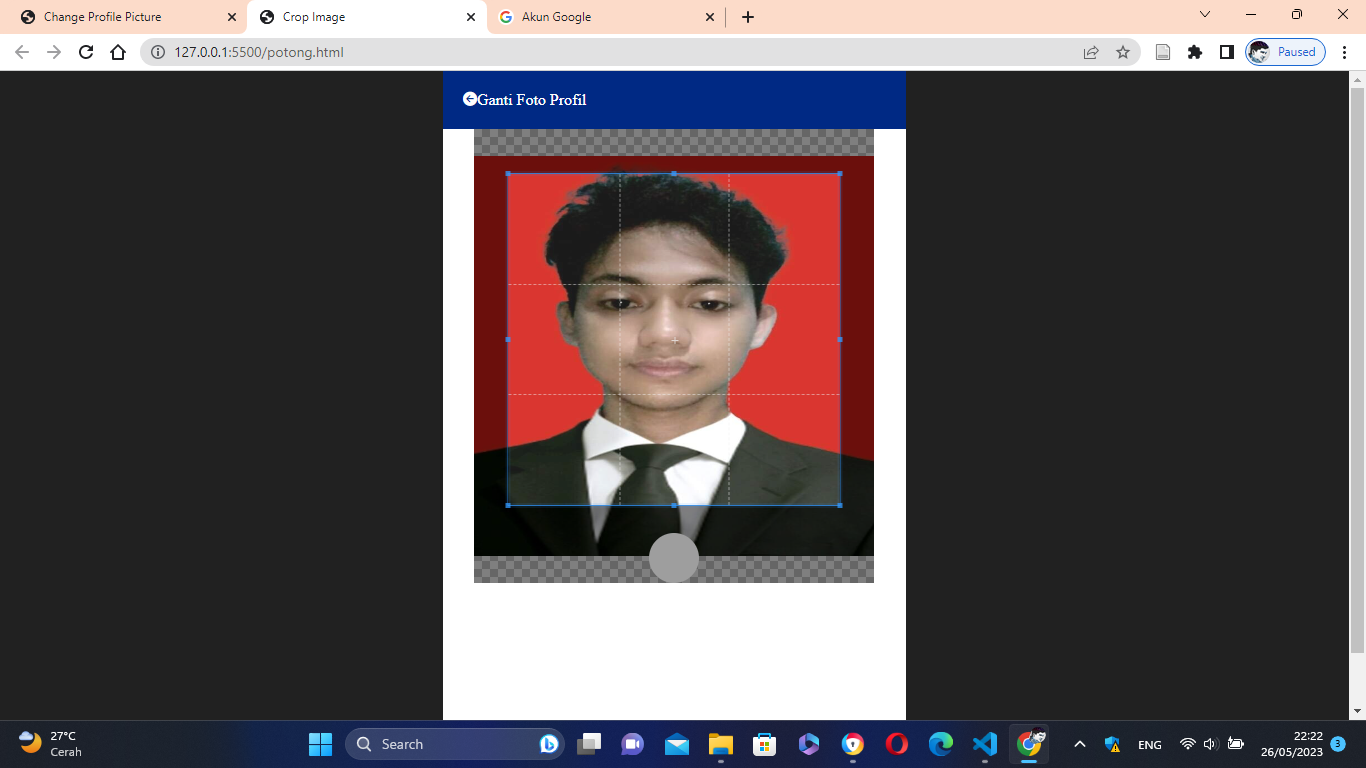 Change Profile Picture
Crop Image
Akun Google
127.0.0.1:5500/potong.html
Paused
Ganti Foto Profil
27°C
Cerah
Search
ENG
22:22
26/05/2023
3